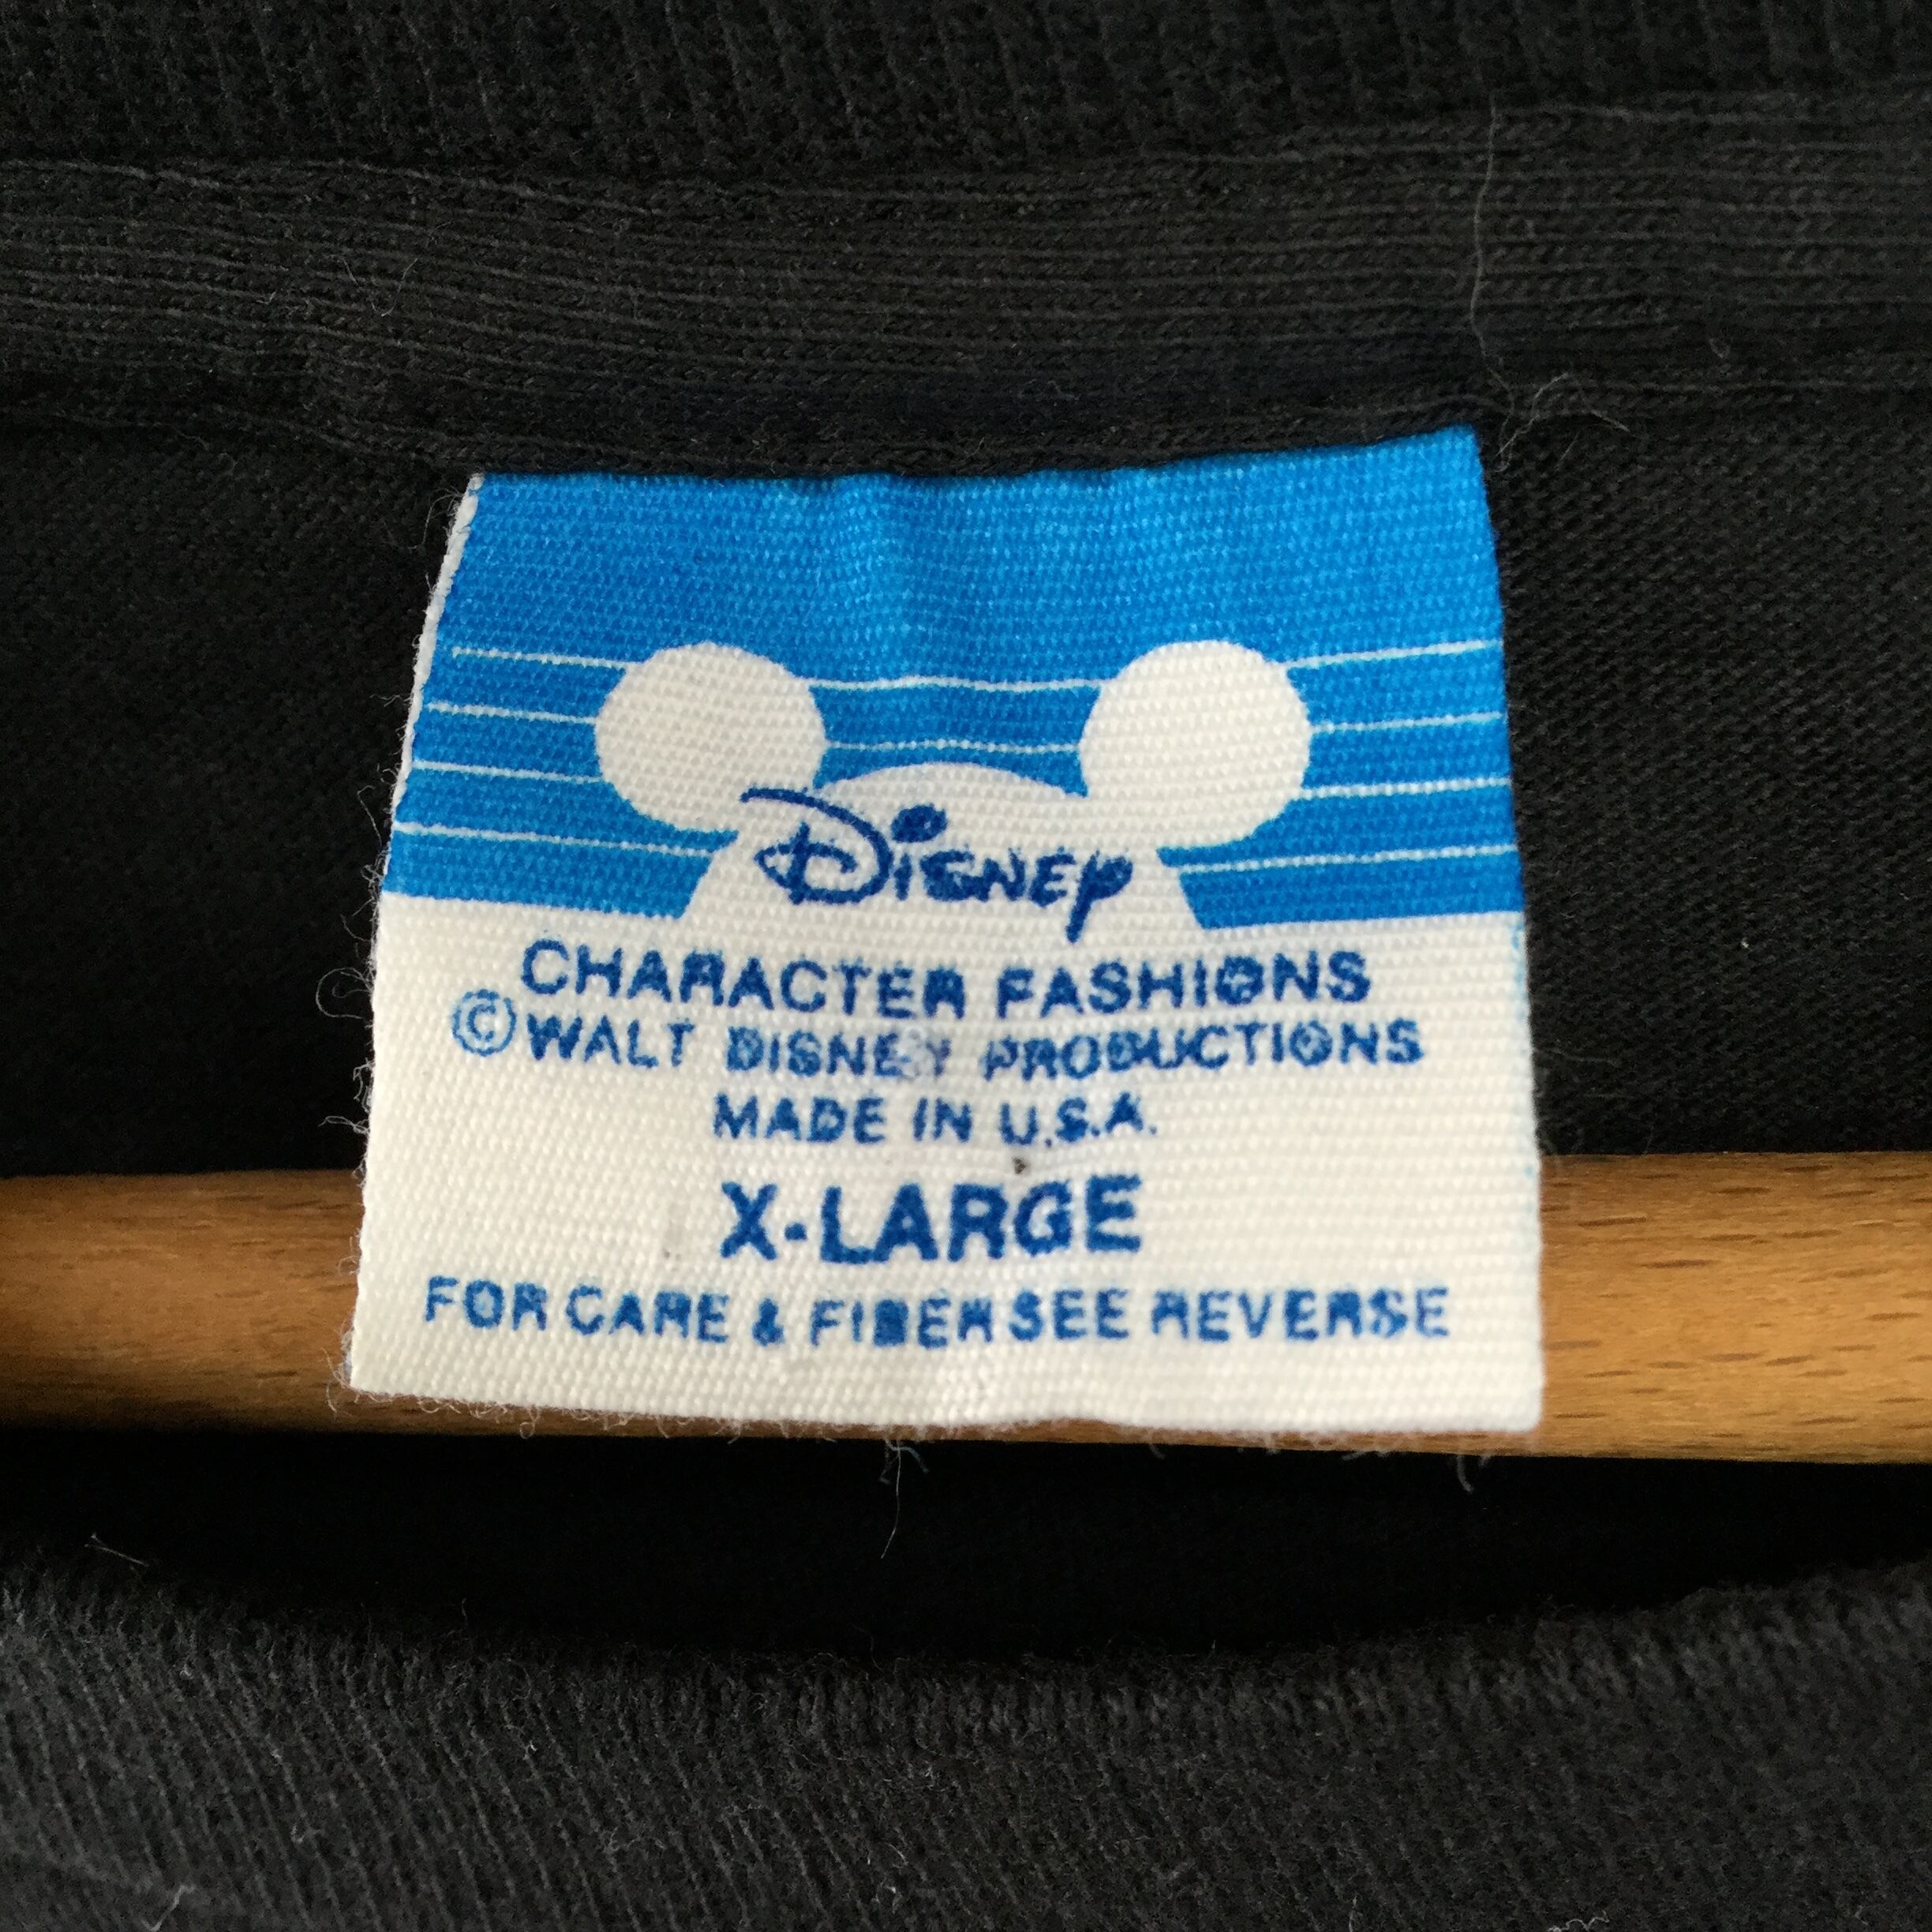 Disney
CHARACTER FASHIONS
©WALT DISNEY PRODUCTIONS
MADE IN U.S.A.
X-LARGE
FOR CARE & FIBER SEE REVERSE